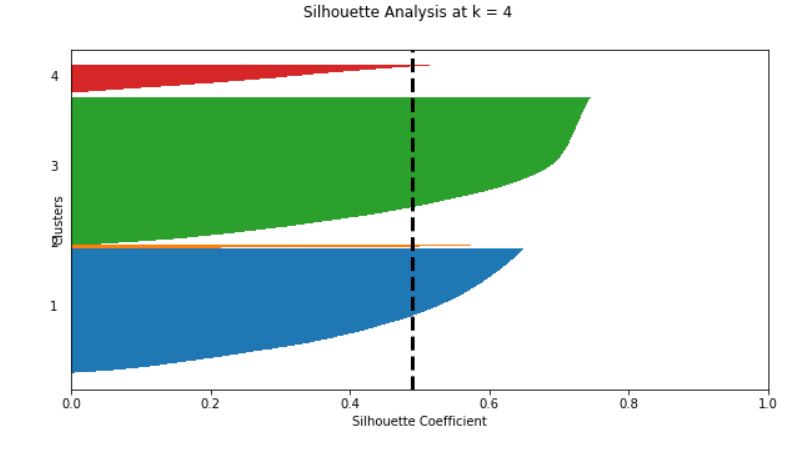 Silhouette Analysis at k = 4
4
3
Clusters
2
1
0.0 0.2 0.4 0.6 0.8 1.0
Silhouette Coefficient